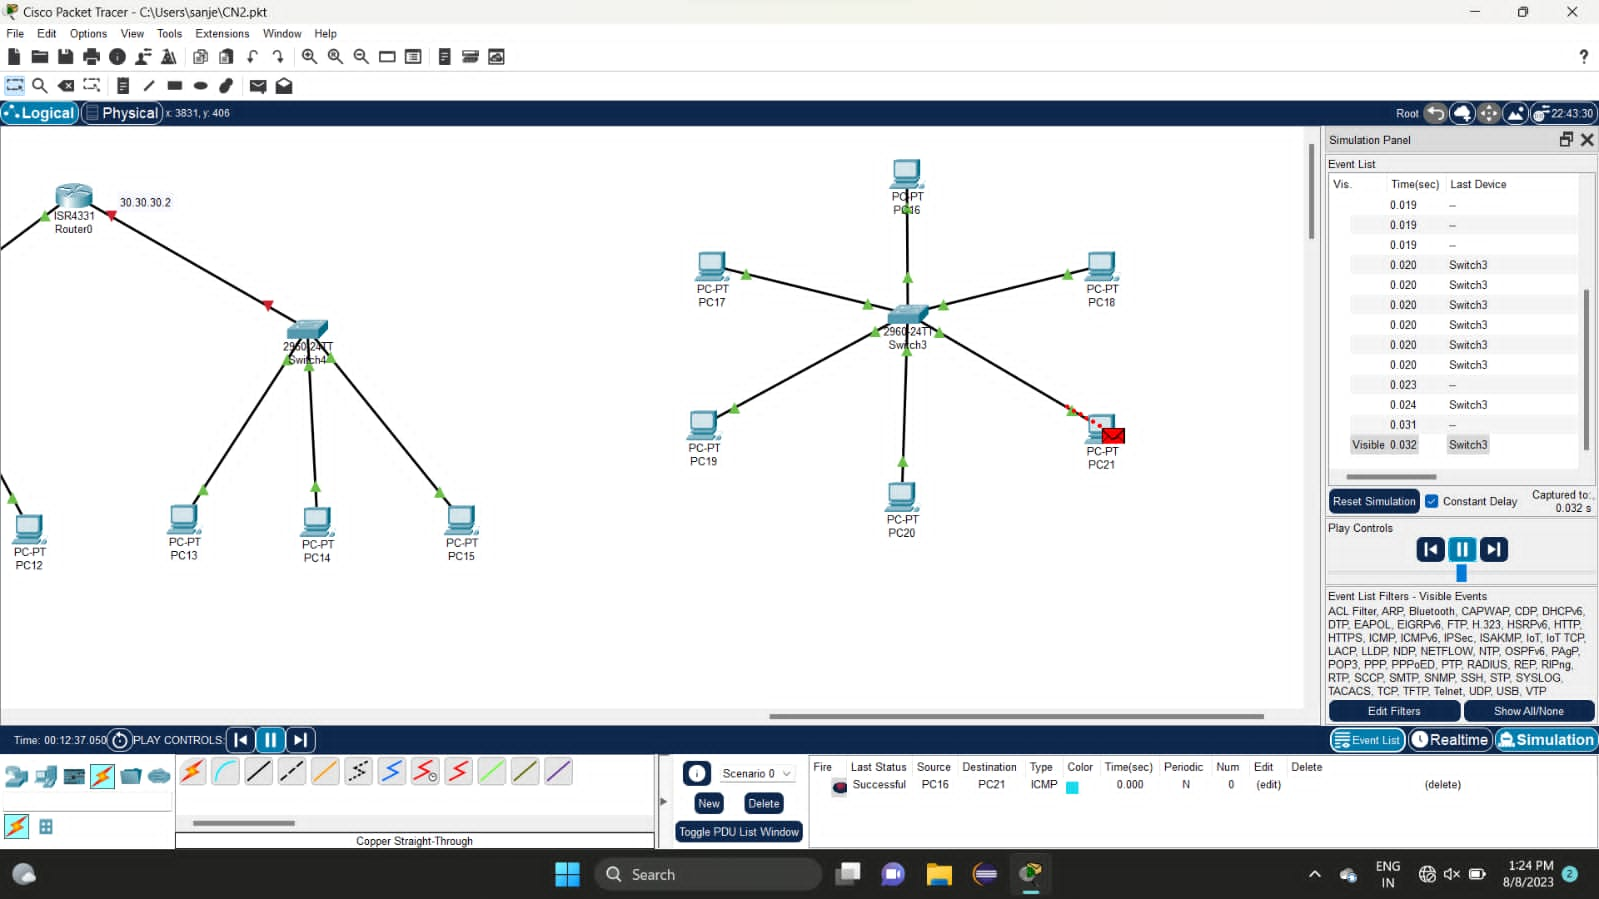 Cisco Packet Tracer - C:\Users\sanje\CN2.pkt
File Edit Options View Tools Extensions Window Help
?
Logical Physical x: 3831, y: 406 Root 22:43:30
30.30.30.2
ISR4331
Router0
2960-24TT
Switch4
PC-PT
PC12
PC-PT
PC13
PC-PT
PC14
PC-PT
PC15
PC-PT
PC16
PC-PT
PC17
PC-PT
PC18
2960-24TT
Switch3
PC-PT
PC19
PC-PT
PC20
PC-PT
PC21
Simulation Panel
Event List
Vis. Time(sec) Last Device
0.019 --
0.019 --
0.019 --
0.020 Switch3
0.020 Switch3
0.020 Switch3
0.020 Switch3
0.020 Switch3
0.020 Switch3
0.023 --
0.024 Switch3
0.031 --
Visible 0.032 Switch3
Reset Simulation Constant Delay Captured to:
0.032 s
Play Controls
Event List Filters - Visible Events
ACL Filter, ARP, Bluetooth, CAPWAP, CDP, DHCPv6,
DTP, EAPOL, EIGRPv6, FTP, H.323, HSRPv6, HTTP,
HTTPS, ICMP, ICMPv6, IPSec, ISAKMP, IoT, IoT TCP,
LACP, LLDP, NDP, NETFLOW, NTP, OSPFv6, PAgP,
POP3, PPP, PPPoED, PTP, RADIUS, REP, RIPng,
RTP, SCCP, SMTP, SNMP, SSH, STP, SYSLOG,
TACACS, TCP, TFTP, Telnet, UDP, USB, VTP
Edit Filters Show All/None
Time: 00:12:37.050 PLAY CONTROLS: Event List Realtime Simulation
Copper Straight-Through
Scenario 0
New Delete
Toggle PDU List Window
Fire Last Status Source Destination Type Color Time(sec) Periodic Num Edit Delete
Successful PC16 PC21 ICMP 0.000 N 0 (edit) (delete)
Search
ENG
IN
1:24 PM
8/8/2023
2